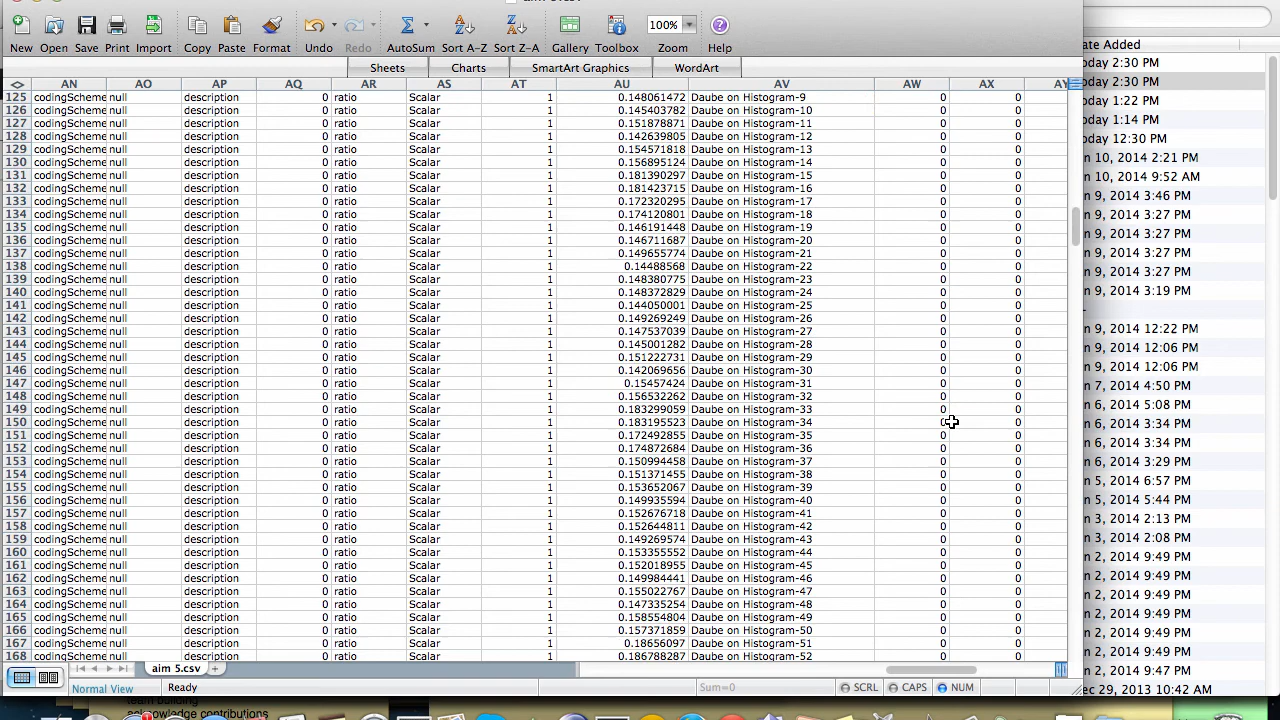 New Open Save Print Import Copy Paste Format Undo Redo AutoSum Sort A-Z Sort Z-A Gallery Toolbox 100% Zoom Help
Sheets Charts SmartArt Graphics WordArt
AN AO AP AQ AR AS AT AU AV AW AX AY
125 codingScheme null description 0 ratio Scalar 1 0.148061472 Daube on Histogram-9 0 0
126 codingScheme null description 0 ratio Scalar 1 0.145403782 Daube on Histogram-10 0 0
127 codingScheme null description 0 ratio Scalar 1 0.151878871 Daube on Histogram-11 0 0
128 codingScheme null description 0 ratio Scalar 1 0.142639805 Daube on Histogram-12 0 0
129 codingScheme null description 0 ratio Scalar 1 0.154571818 Daube on Histogram-13 0 0
130 codingScheme null description 0 ratio Scalar 1 0.156895124 Daube on Histogram-14 0 0
131 codingScheme null description 0 ratio Scalar 1 0.181390297 Daube on Histogram-15 0 0
132 codingScheme null description 0 ratio Scalar 1 0.181423715 Daube on Histogram-16 0 0
133 codingScheme null description 0 ratio Scalar 1 0.172320295 Daube on Histogram-17 0 0
134 codingScheme null description 0 ratio Scalar 1 0.174120801 Daube on Histogram-18 0 0
135 codingScheme null description 0 ratio Scalar 1 0.146191448 Daube on Histogram-19 0 0
136 codingScheme null description 0 ratio Scalar 1 0.146711687 Daube on Histogram-20 0 0
137 codingScheme null description 0 ratio Scalar 1 0.149655774 Daube on Histogram-21 0 0
138 codingScheme null description 0 ratio Scalar 1 0.14488568 Daube on Histogram-22 0 0
139 codingScheme null description 0 ratio Scalar 1 0.148380775 Daube on Histogram-23 0 0
140 codingScheme null description 0 ratio Scalar 1 0.148372829 Daube on Histogram-24 0 0
141 codingScheme null description 0 ratio Scalar 1 0.144050001 Daube on Histogram-25 0 0
142 codingScheme null description 0 ratio Scalar 1 0.149269249 Daube on Histogram-26 0 0
143 codingScheme null description 0 ratio Scalar 1 0.147537039 Daube on Histogram-27 0 0
144 codingScheme null description 0 ratio Scalar 1 0.145001282 Daube on Histogram-28 0 0
145 codingScheme null description 0 ratio Scalar 1 0.151222731 Daube on Histogram-29 0 0
146 codingScheme null description 0 ratio Scalar 1 0.142069656 Daube on Histogram-30 0 0
147 codingScheme null description 0 ratio Scalar 1 0.15457424 Daube on Histogram-31 0 0
148 codingScheme null description 0 ratio Scalar 1 0.156532262 Daube on Histogram-32 0 0
149 codingScheme null description 0 ratio Scalar 1 0.183299059 Daube on Histogram-33 0 0
150 codingScheme null description 0 ratio Scalar 1 0.183195523 Daube on Histogram-34 0 0
151 codingScheme null description 0 ratio Scalar 1 0.172492855 Daube on Histogram-35 0 0
152 codingScheme null description 0 ratio Scalar 1 0.174872684 Daube on Histogram-36 0 0
153 codingScheme null description 0 ratio Scalar 1 0.150994458 Daube on Histogram-37 0 0
154 codingScheme null description 0 ratio Scalar 1 0.151371455 Daube on Histogram-38 0 0
155 codingScheme null description 0 ratio Scalar 1 0.153652067 Daube on Histogram-39 0 0
156 codingScheme null description 0 ratio Scalar 1 0.149935594 Daube on Histogram-40 0 0
157 codingScheme null description 0 ratio Scalar 1 0.152676718 Daube on Histogram-41 0 0
158 codingScheme null description 0 ratio Scalar 1 0.152644811 Daube on Histogram-42 0 0
159 codingScheme null description 0 ratio Scalar 1 0.149269574 Daube on Histogram-43 0 0
160 codingScheme null description 0 ratio Scalar 1 0.153355552 Daube on Histogram-44 0 0
161 codingScheme null description 0 ratio Scalar 1 0.152018955 Daube on Histogram-45 0 0
162 codingScheme null description 0 ratio Scalar 1 0.149984441 Daube on Histogram-46 0 0
163 codingScheme null description 0 ratio Scalar 1 0.155022767 Daube on Histogram-47 0 0
164 codingScheme null description 0 ratio Scalar 1 0.147335254 Daube on Histogram-48 0 0
165 codingScheme null description 0 ratio Scalar 1 0.158554804 Daube on Histogram-49 0 0
166 codingScheme null description 0 ratio Scalar 1 0.157371859 Daube on Histogram-50 0 0
167 codingScheme null description 0 ratio Scalar 1 0.18656097 Daube on Histogram-51 0 0
168 codingScheme null description 0 ratio Scalar 1 0.186788287 Daube on Histogram-52 0 0
aim 5.csv
Normal View Ready Sum=0 SCRL CAPS NUM
team building
acknowledge contributions
ate Added
oday 2:30 PM
oday 2:30 PM
oday 1:22 PM
oday 1:14 PM
oday 12:30 PM
n 10, 2014 2:21 PM
n 10, 2014 9:52 AM
n 9, 2014 3:46 PM
n 9, 2014 3:27 PM
n 9, 2014 3:27 PM
n 9, 2014 3:27 PM
n 9, 2014 3:27 PM
n 9, 2014 3:19 PM
n 9, 2014 12:22 PM
n 9, 2014 12:06 PM
n 9, 2014 12:06 PM
n 7, 2014 4:50 PM
n 6, 2014 5:08 PM
n 6, 2014 3:34 PM
n 6, 2014 3:34 PM
n 6, 2014 3:29 PM
n 5, 2014 6:57 PM
n 5, 2014 5:44 PM
n 3, 2014 2:13 PM
n 3, 2014 2:08 PM
n 2, 2014 9:49 PM
n 2, 2014 9:49 PM
n 2, 2014 9:49 PM
n 2, 2014 9:49 PM
n 2, 2014 9:49 PM
n 2, 2014 9:47 PM
ec 29, 2013 10:42 AM